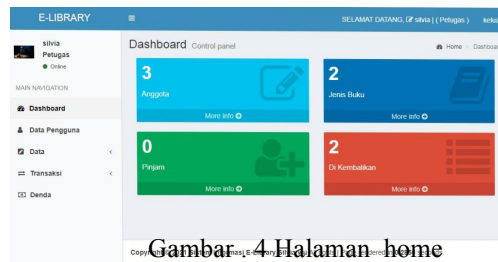 E-LIBRARY
SELAMAT DATANG, silvia | ( Petugas )
silvia
Petugas
Online
Dashboard Control panel
Home
MAIN NAVIGATION
Dashboard
Data Pengguna
Data
Transaksi
Denda
3
Anggota
More info
2
Jenis Buku
More info
0
Pinjam
More info
2
Di Kembalikan
More info
Gambar 4 Halaman home